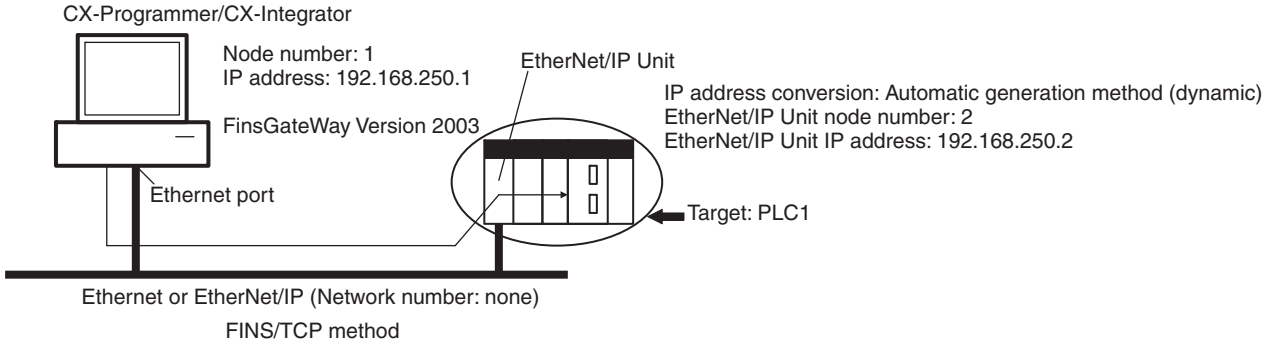 CX-Programmer/CX-Integrator
Node number: 1
IP address: 192.168.250.1
FinsGateWay Version 2003
Ethernet port
EtherNet/IP Unit
IP address conversion: Automatic generation method (dynamic)
EtherNet/IP Unit node number: 2
EtherNet/IP Unit IP address: 192.168.250.2
Target: PLC1
Ethernet or EtherNet/IP (Network number: none)
FINS/TCP method